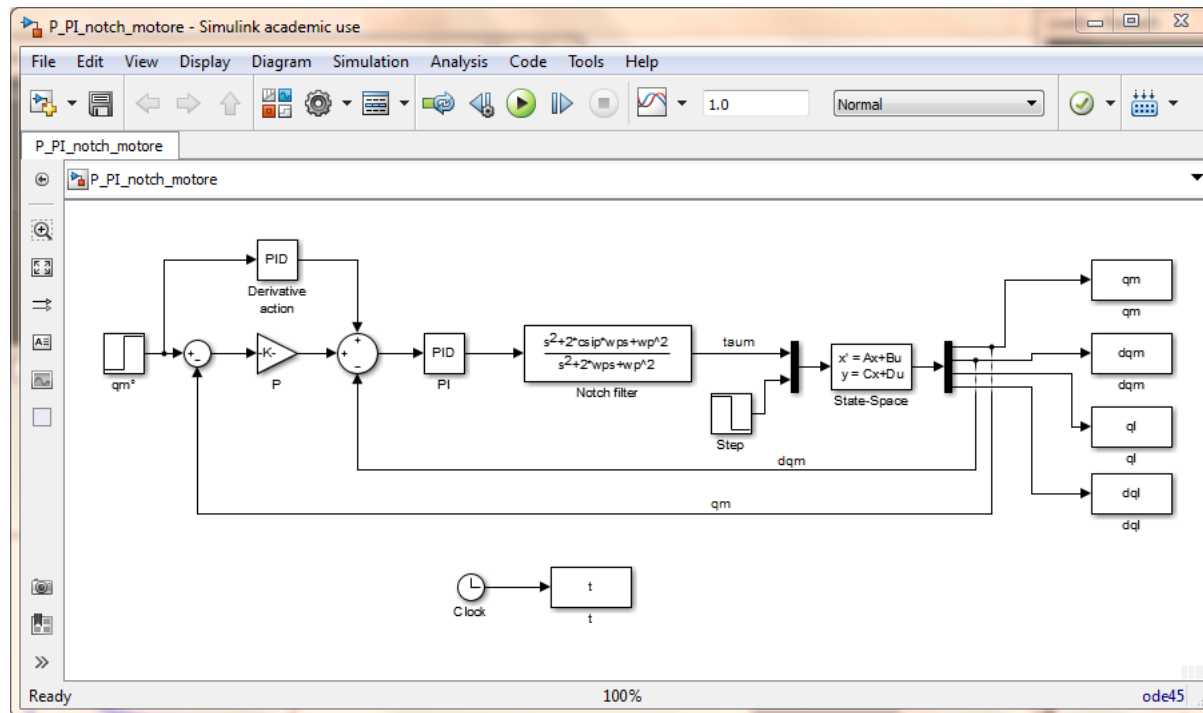 P_PI_notch_motore - Simulink academic use
File Edit View Display Diagram Simulation Analysis Code Tools Help
1.0 Normal
P_PI_notch_motore
P_PI_notch_motore
PID
Derivative
action
qm°
+
-
-K-
P
+
+
-
PID
PI
s^2+2*csip*wps+wp^2
s^2+2*wps+wp^2
Notch filter
taum
Step
x' = Ax+Bu
y = Cx+Du
State-Space
qm
qm
dqm
dqm
ql
ql
dql
dql
dqm
qm
Clock
t
t
Ready 100% ode45